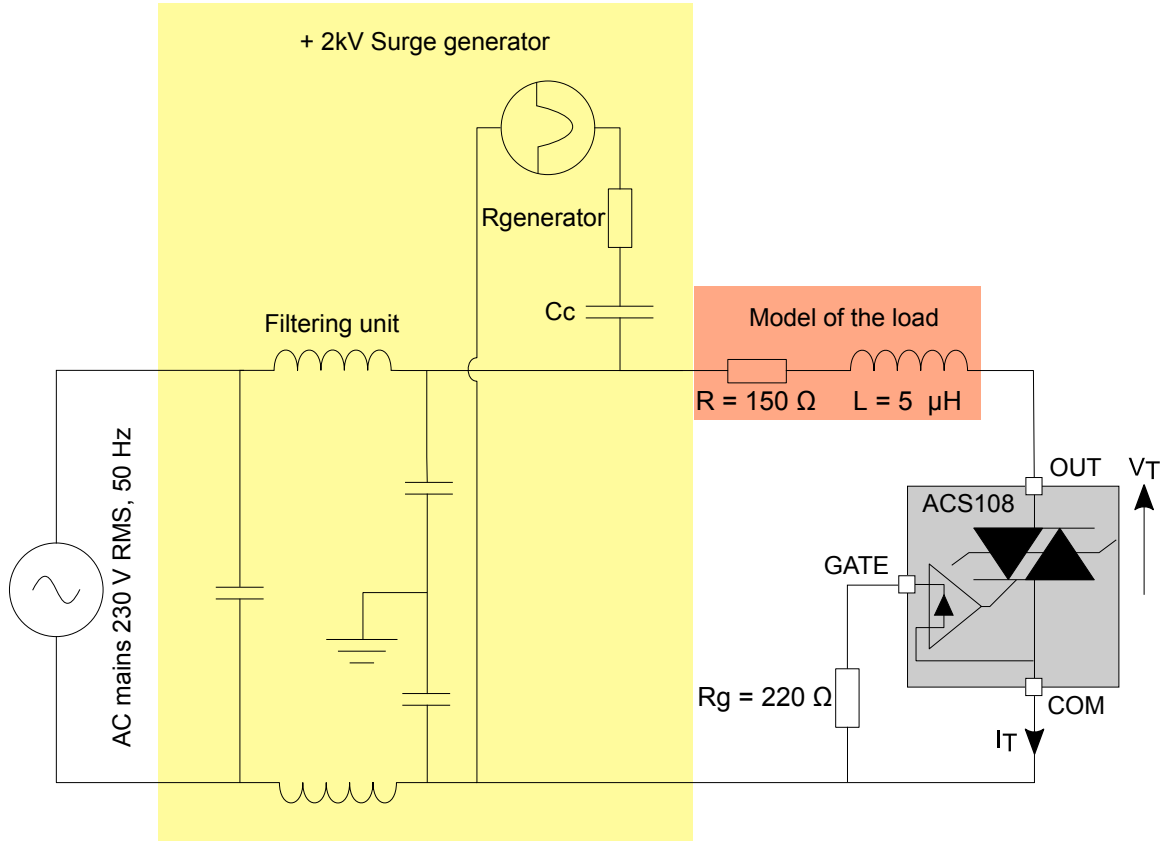 + 2kV Surge generator
Rgenerator
Cc
Filtering unit
Model of the load
R = 150 Ω
L = 5 µH
AC mains 230 V RMS, 50 Hz
OUT
VT
ACS108
GATE
Rg = 220 Ω
COM
IT